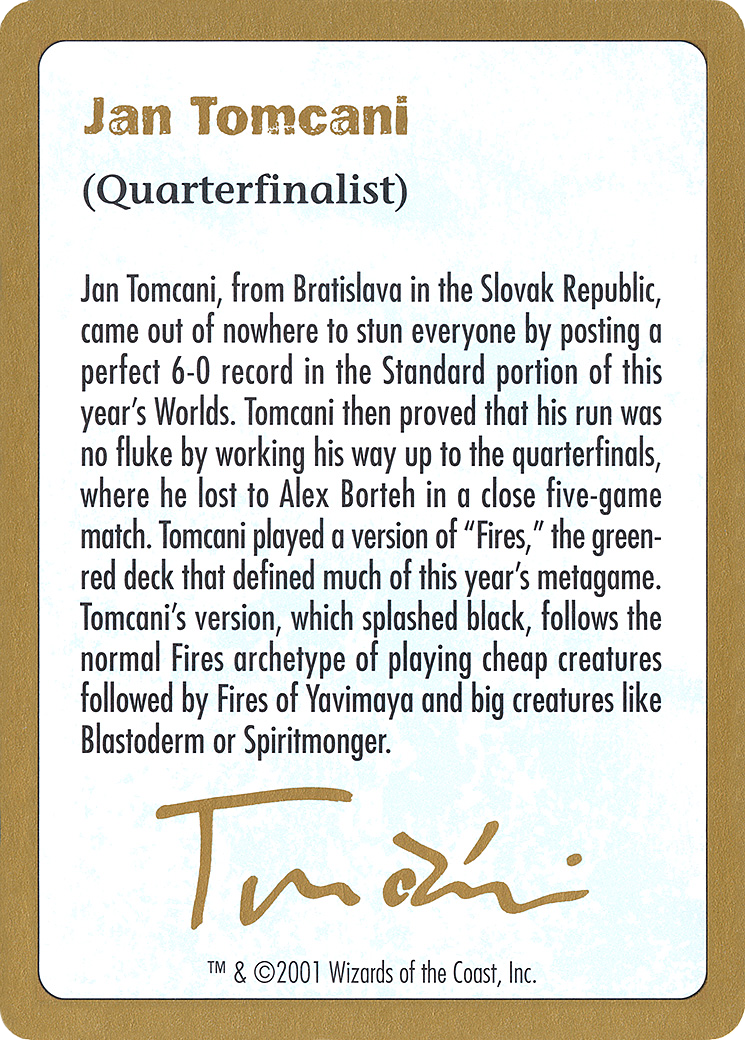 Jan Tomcani
(Quarterfinalist)
Jan Tomcani, from Bratislava in the Slovak Republic,
came out of nowhere to stun everyone by posting a
perfect 6-0 record in the Standard portion of this
year's Worlds. Tomcani then proved that his run was
no fluke by working his way up to the quarterfinals,
where he lost to Alex Borteh in a close five-game
match. Tomcani played a version of “Fires,” the green-
red deck that defined much of this year's metagame.
Tomcani's version, which splashed black, follows the
normal Fires archetype of playing cheap creatures
followed by Fires of Yavimaya and big creatures like
Blastoderm or Spiritmonger.
Tomčáni
™ & ©2001 Wizards of the Coast, Inc.